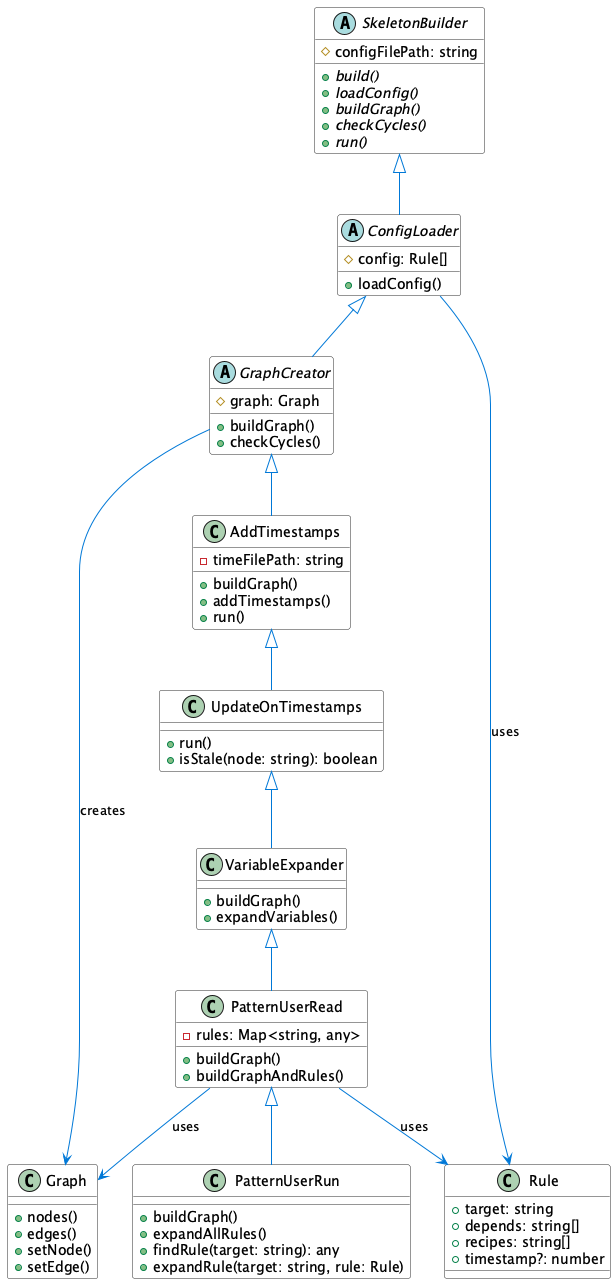 A SkeletonBuilder
configFilePath: string
build()
loadConfig()
buildGraph()
checkCycles()
run()
A ConfigLoader
config: Rule[]
loadConfig()
A GraphCreator
graph: Graph
buildGraph()
checkCycles()
C AddTimestamps
timeFilePath: string
buildGraph()
addTimestamps()
run()
C UpdateOnTimestamps
run()
isStale(node: string): boolean
uses
creates
C VariableExpander
buildGraph()
expandVariables()
C PatternUserRead
rules: Map<string, any>
buildGraph()
buildGraphAndRules()
uses
uses
C Graph
nodes()
edges()
setNode()
setEdge()
C PatternUserRun
buildGraph()
expandAllRules()
findRule(target: string): any
expandRule(target: string, rule: Rule)
C Rule
target: string
depends: string[]
recipes: string[]
timestamp?: number